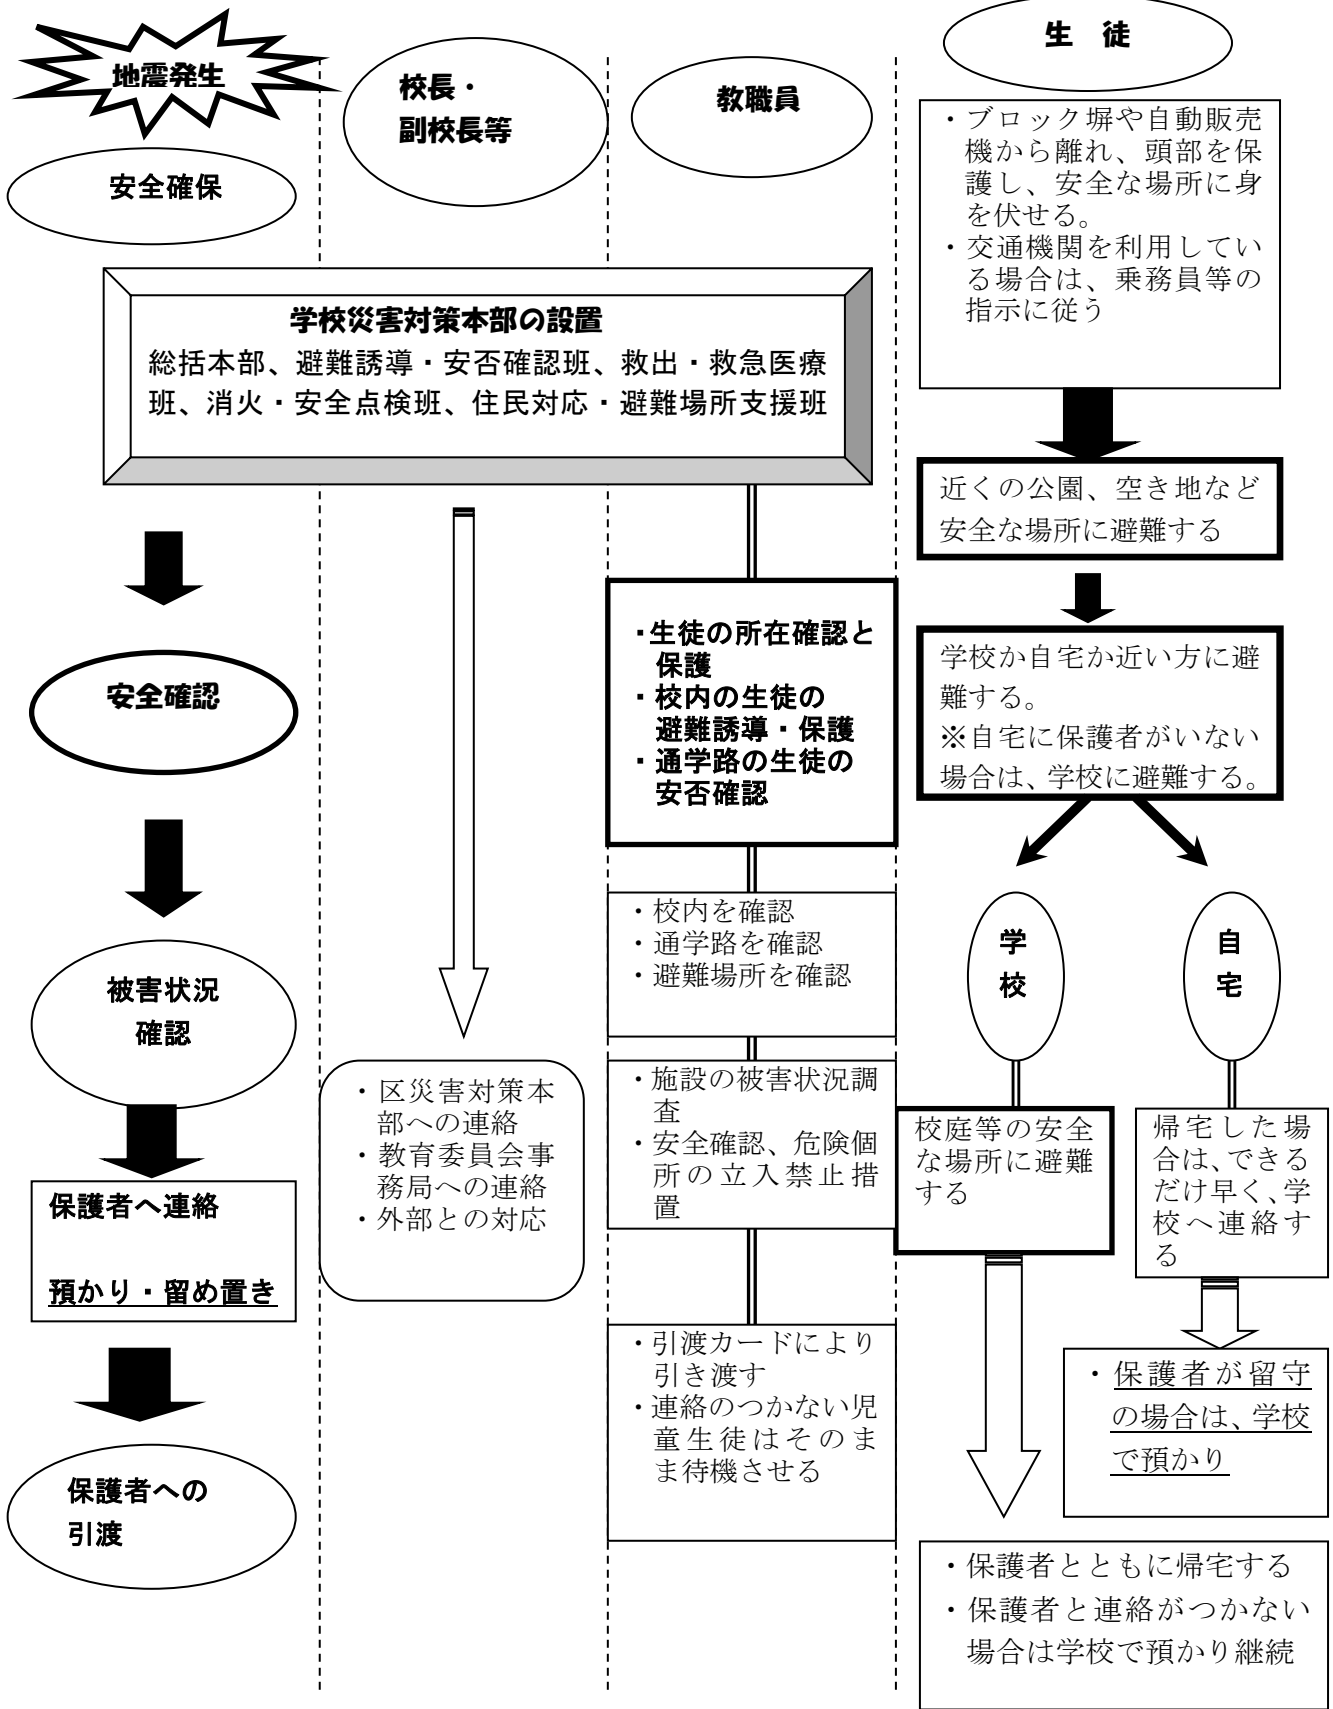 地震発生
安全確保
校長・
副校長等
教職員
生　徒
・ブロック塀や自動販売
機から離れ、頭部を保
護し、安全な場所に身
を伏せる。
・交通機関を利用してい
る場合は、乗務員等の
指示に従う
学校災害対策本部の設置
総括本部、避難誘導・安否確認班、救出・救急医療
班、消火・安全点検班、住民対応・避難場所支援班
近くの公園、空き地など
安全な場所に避難する
・生徒の所在確認と
保護
・校内の生徒の
避難誘導・保護
・通学路の生徒の
安否確認
学校か自宅か近い方に避
難する。
※自宅に保護者がいない
場合は、学校に避難する。
安全確認
・校内を確認
・通学路を確認
・避難場所を確認
学
校
自
宅
被害状況
確認
・区災害対策本
部への連絡
・教育委員会事
務局への連絡
・外部との対応
・施設の被害状況調
査
・安全確認、危険個
所の立入禁止措
置
校庭等の安全
な場所に避難
する
帰宅した場
合は、できる
だけ早く、学
校へ連絡す
る
保護者へ連絡
預かり・留め置き
・引渡カードにより
引き渡す
・連絡のつかない児
童生徒はそのま
ま待機させる
・保護者が留守
の場合は、学校
で預かり
保護者への
引渡
・保護者とともに帰宅する
・保護者と連絡がつかない
場合は学校で預かり継続